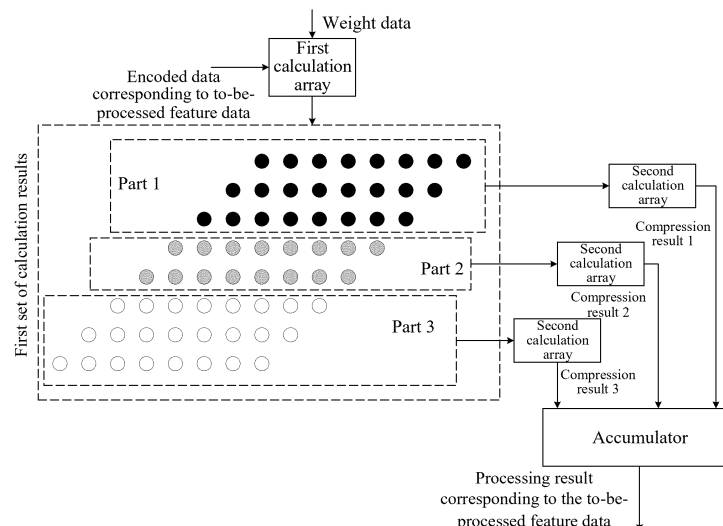 Weight data
First
calculation
array
Encoded data
corresponding to to-be-
processed feature data
First set of calculation results
Part 1
Part 2
Part 3
Second
calculation
array
Compression
result 1
Second
calculation
array
Compression
result 2
Second
calculation
array
Compression
result 3
Accumulator
Processing result
corresponding to the to-be-
processed feature data